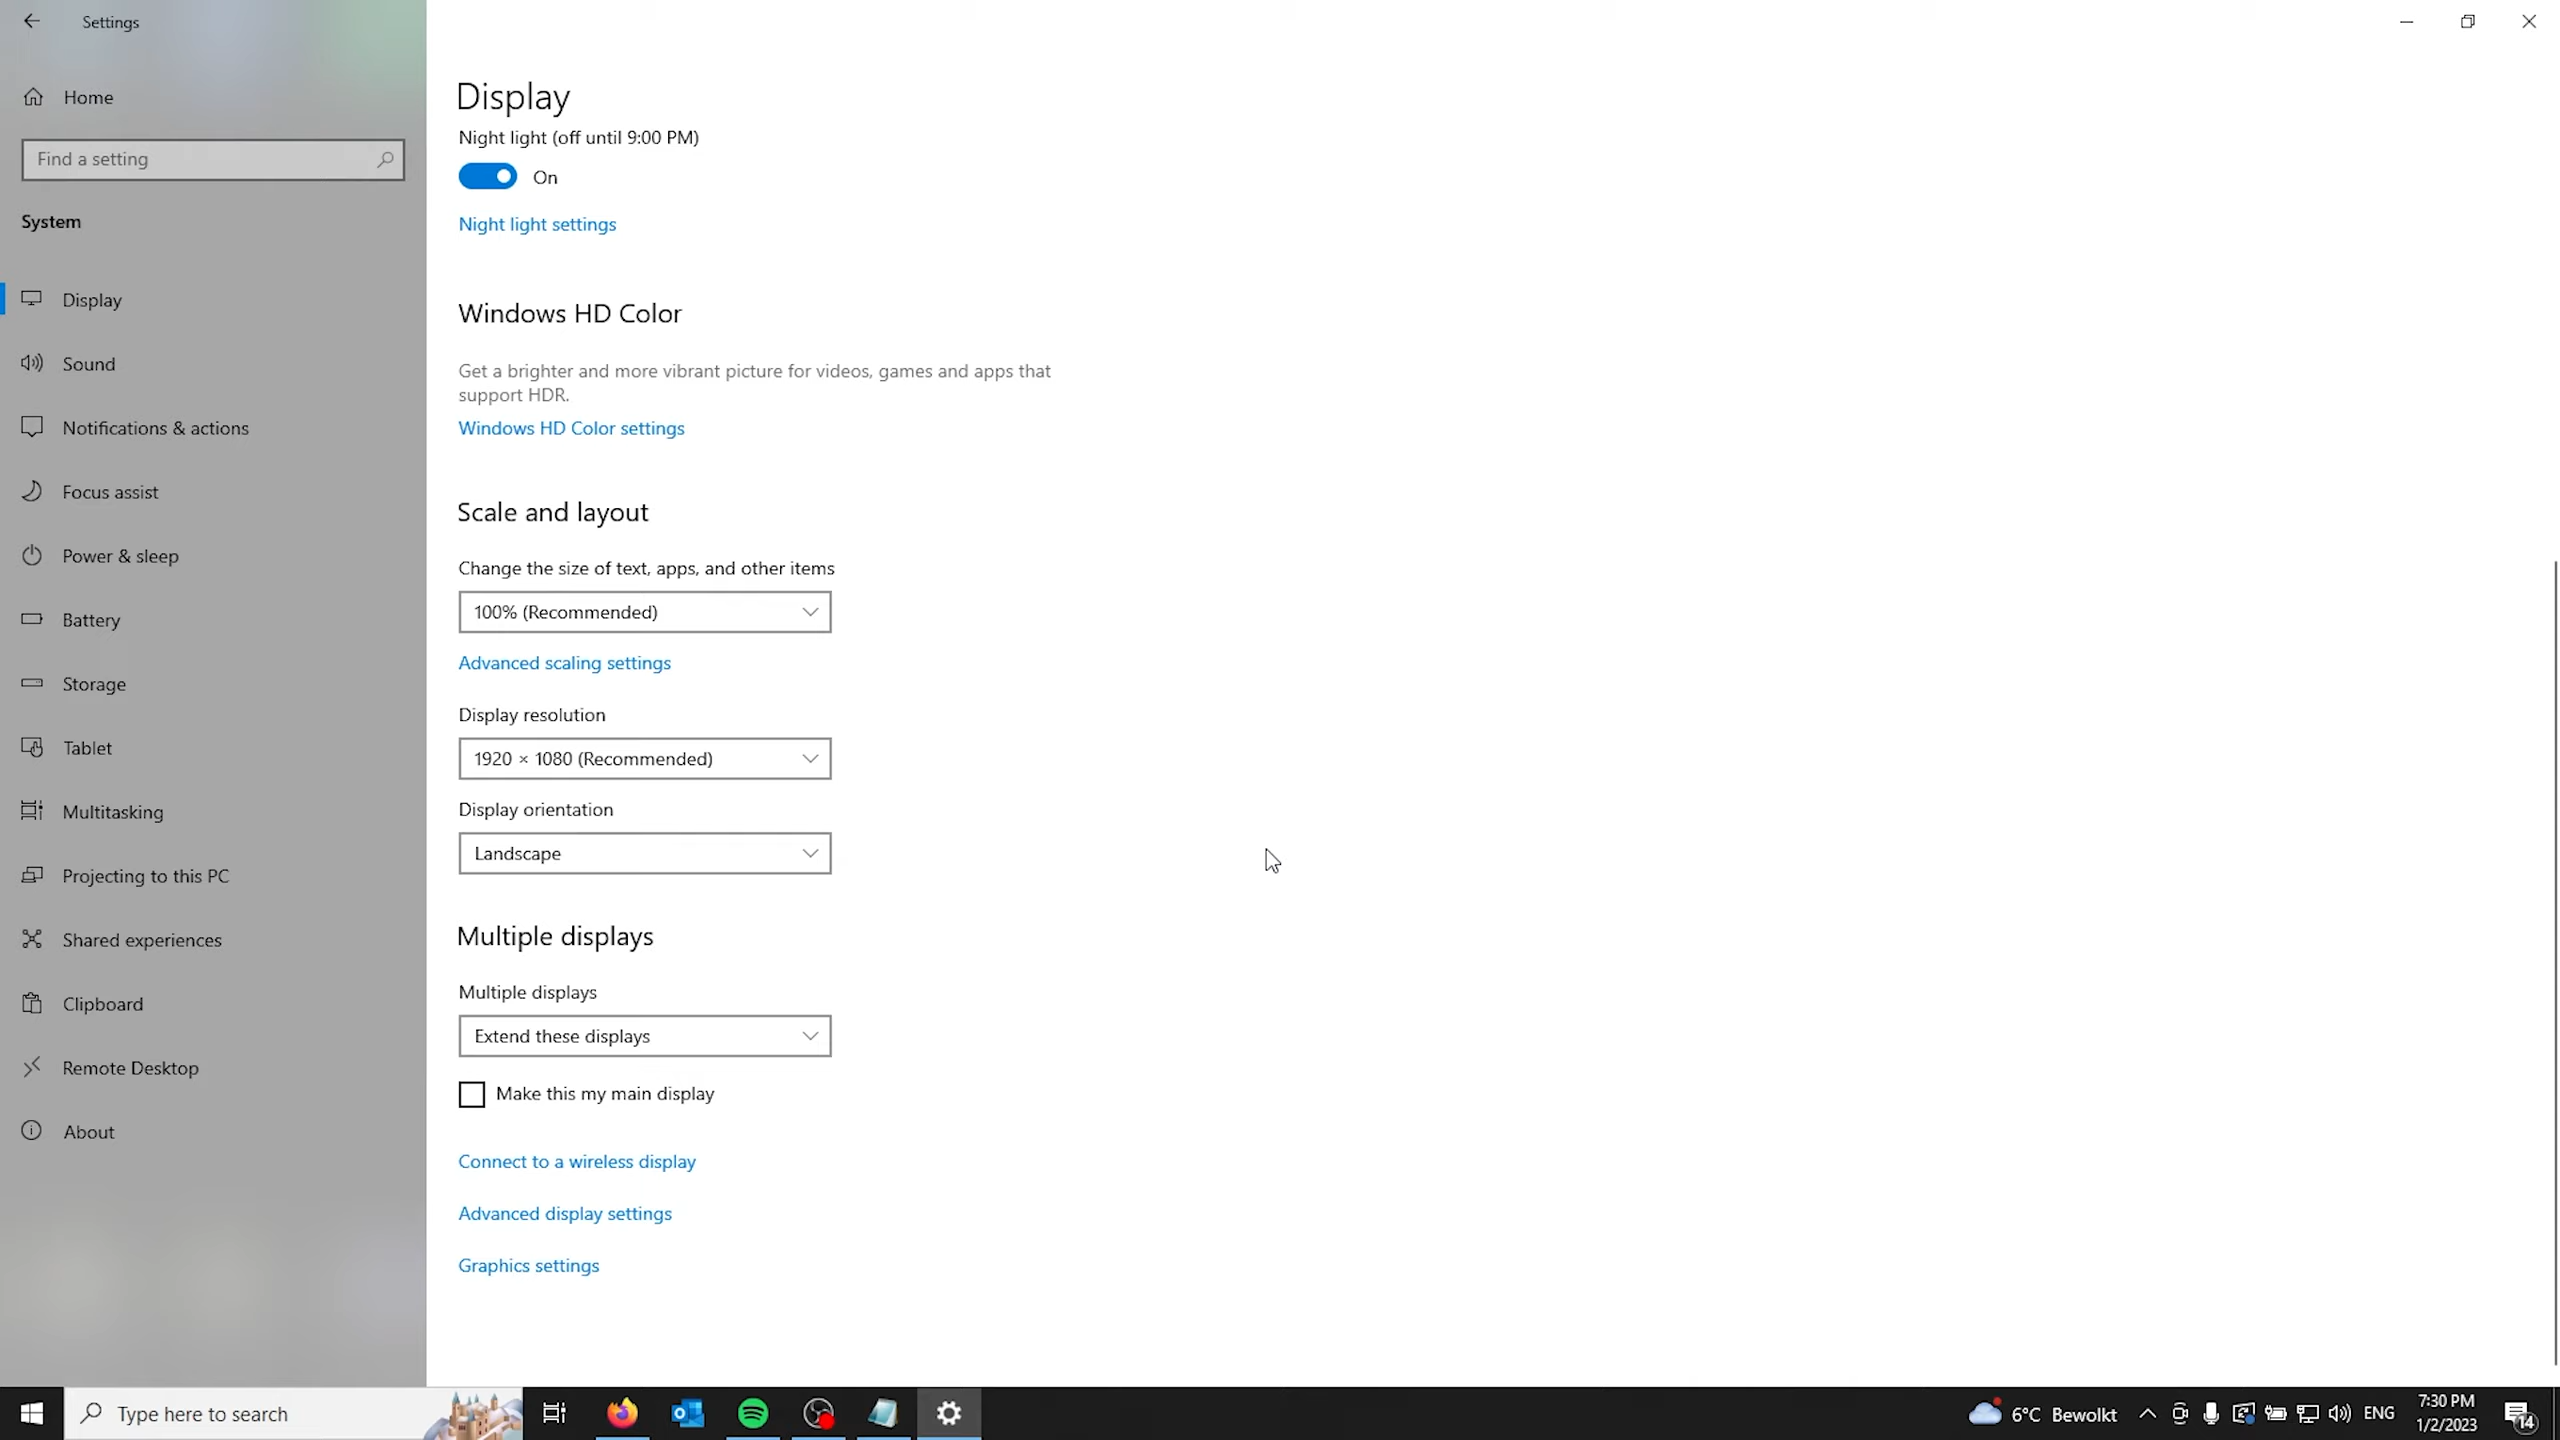 Settings
Home
Find a setting
System
Display
Sound
Notifications & actions
Focus assist
Power & sleep
Battery
Storage
Tablet
Multitasking
Projecting to this PC
Shared experiences
Clipboard
Remote Desktop
About
Display
Night light (off until 9:00 PM)
On
Night light settings
Windows HD Color
Get a brighter and more vibrant picture for videos, games and apps that
support HDR.
Windows HD Color settings
Scale and layout
Change the size of text, apps, and other items
100% (Recommended)
Advanced scaling settings
Display resolution
1920 × 1080 (Recommended)
Display orientation
Landscape
Multiple displays
Multiple displays
Extend these displays
Make this my main display
Connect to a wireless display
Advanced display settings
Graphics settings
Type here to search
6°C Bewolkt
ENG
7:30 PM
1/2/2023
14